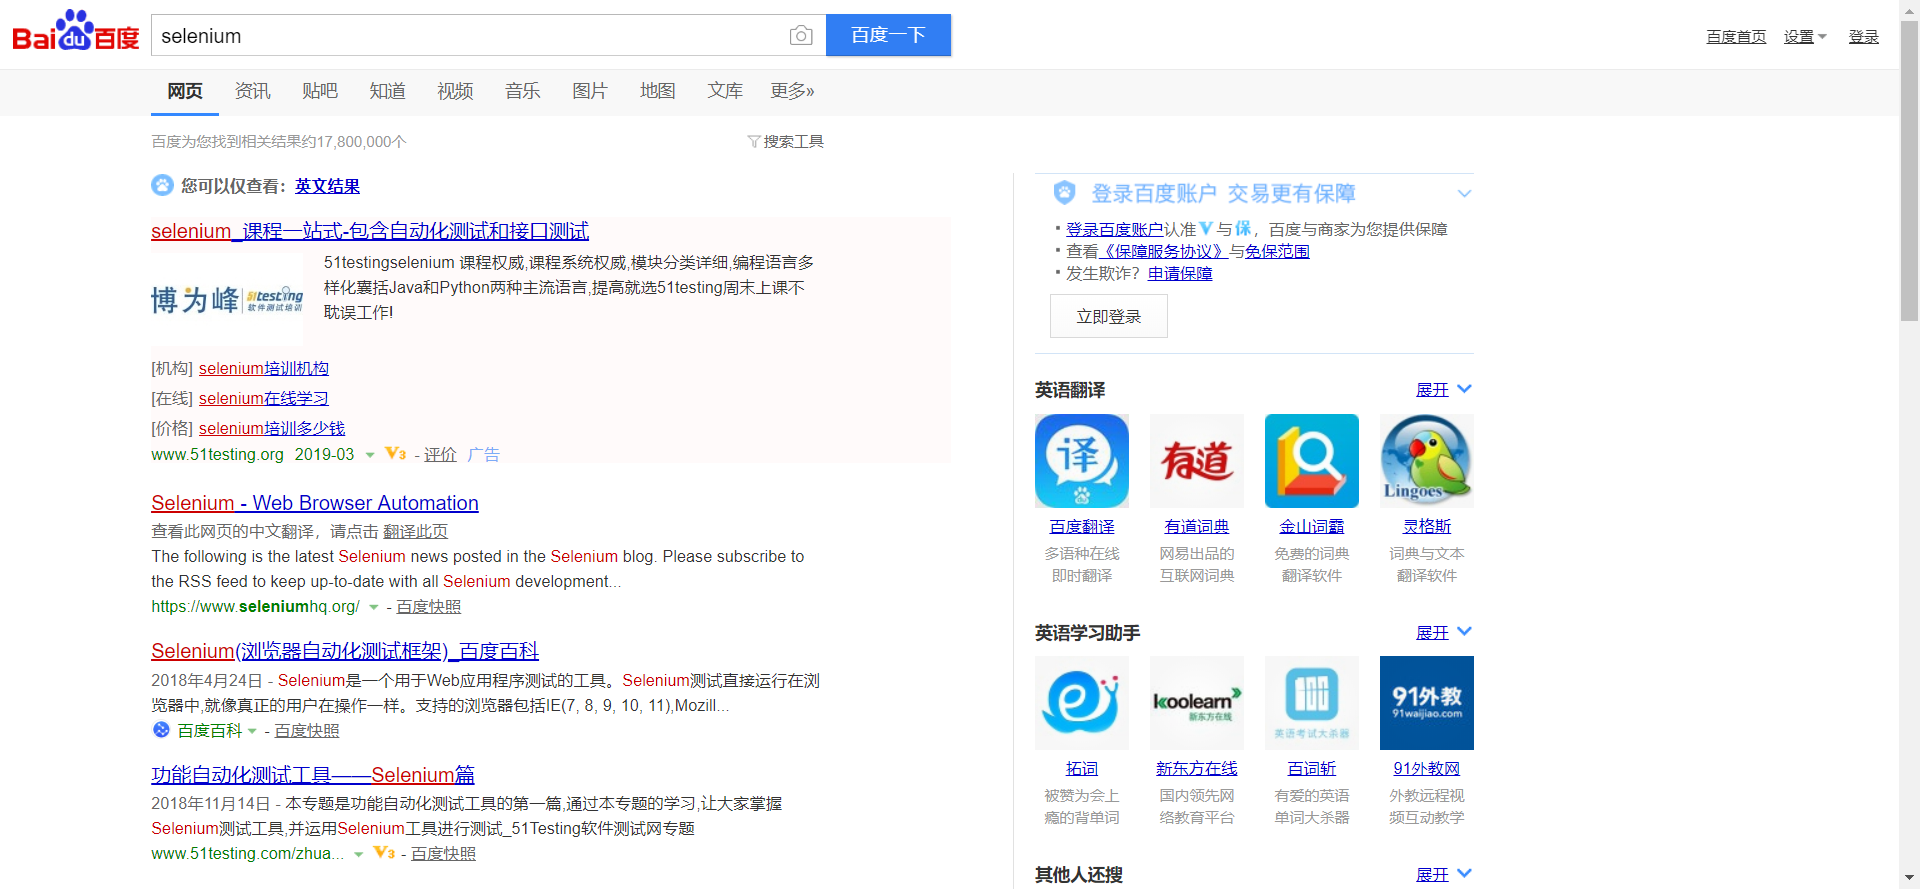 Bai du 百度
selenium
百度一下
百度首页 设置 登录
网页 资讯 贴吧 知道 视频 音乐 图片 地图 文库 更多»
百度为您找到相关结果约17,800,000个
搜索工具
您可以仅查看：英文结果
selenium_课程一站式-包含自动化测试和接口测试
博为峰 51testing 软件测试培训
51testingselenium 课程权威,课程系统权威,模块分类详细,编程语言多
样化囊括Java和Python两种主流语言,提高就选51testing周末上课不
耽误工作!
[机构] selenium培训机构
[在线] selenium在线学习
[价格] selenium培训多少钱
www.51testing.org 2019-03 V3 - 评价 广告
Selenium - Web Browser Automation
查看此网页的中文翻译，请点击 翻译此页
The following is the latest Selenium news posted in the Selenium blog. Please subscribe to
the RSS feed to keep up-to-date with all Selenium development...
https://www.seleniumhq.org/ - 百度快照
Selenium(浏览器自动化测试框架)_百度百科
2018年4月24日 - Selenium是一个用于Web应用程序测试的工具。Selenium测试直接运行在浏
览器中,就像真正的用户在操作一样。支持的浏览器包括IE(7, 8, 9, 10, 11),Mozill...
百度百科 - 百度快照
功能自动化测试工具——Selenium篇
2018年11月14日 - 本专题是功能自动化测试工具的第一篇,通过本专题的学习,让大家掌握
Selenium测试工具,并运用Selenium工具进行测试_51Testing软件测试网专题
www.51testing.com/zhua... V3 - 百度快照
登录百度账户 交易更有保障
·登录百度账户认准V与保，百度与商家为您提供保障
·查看《保障服务协议》与免保范围
·发生欺诈？申请保障
立即登录
英语翻译 展开
译 du 有道 Lingoes
百度翻译 有道词典 金山词霸 灵格斯
多语种在线 网易出品的 免费的词典 词典与文本
即时翻译 互联网词典 翻译软件 翻译软件
英语学习助手 展开
koolearn 新东方在线
英语考试大杀器
91外教
91waijiao.com
拓词 新东方在线 百词斩 91外教网
被赞为会上 国内领先网 有爱的英语 外教远程视
瘾的背单词 络教育平台 单词大杀器 频互动教学
其他人还搜 展开